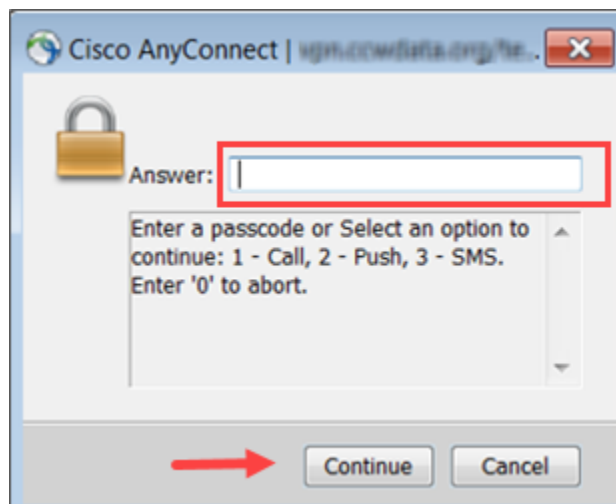 Cisco AnyConnect |
Answer:
Enter a passcode or Select an option to
continue: 1 - Call, 2 - Push, 3 - SMS.
Enter '0' to abort.
Continue
Cancel